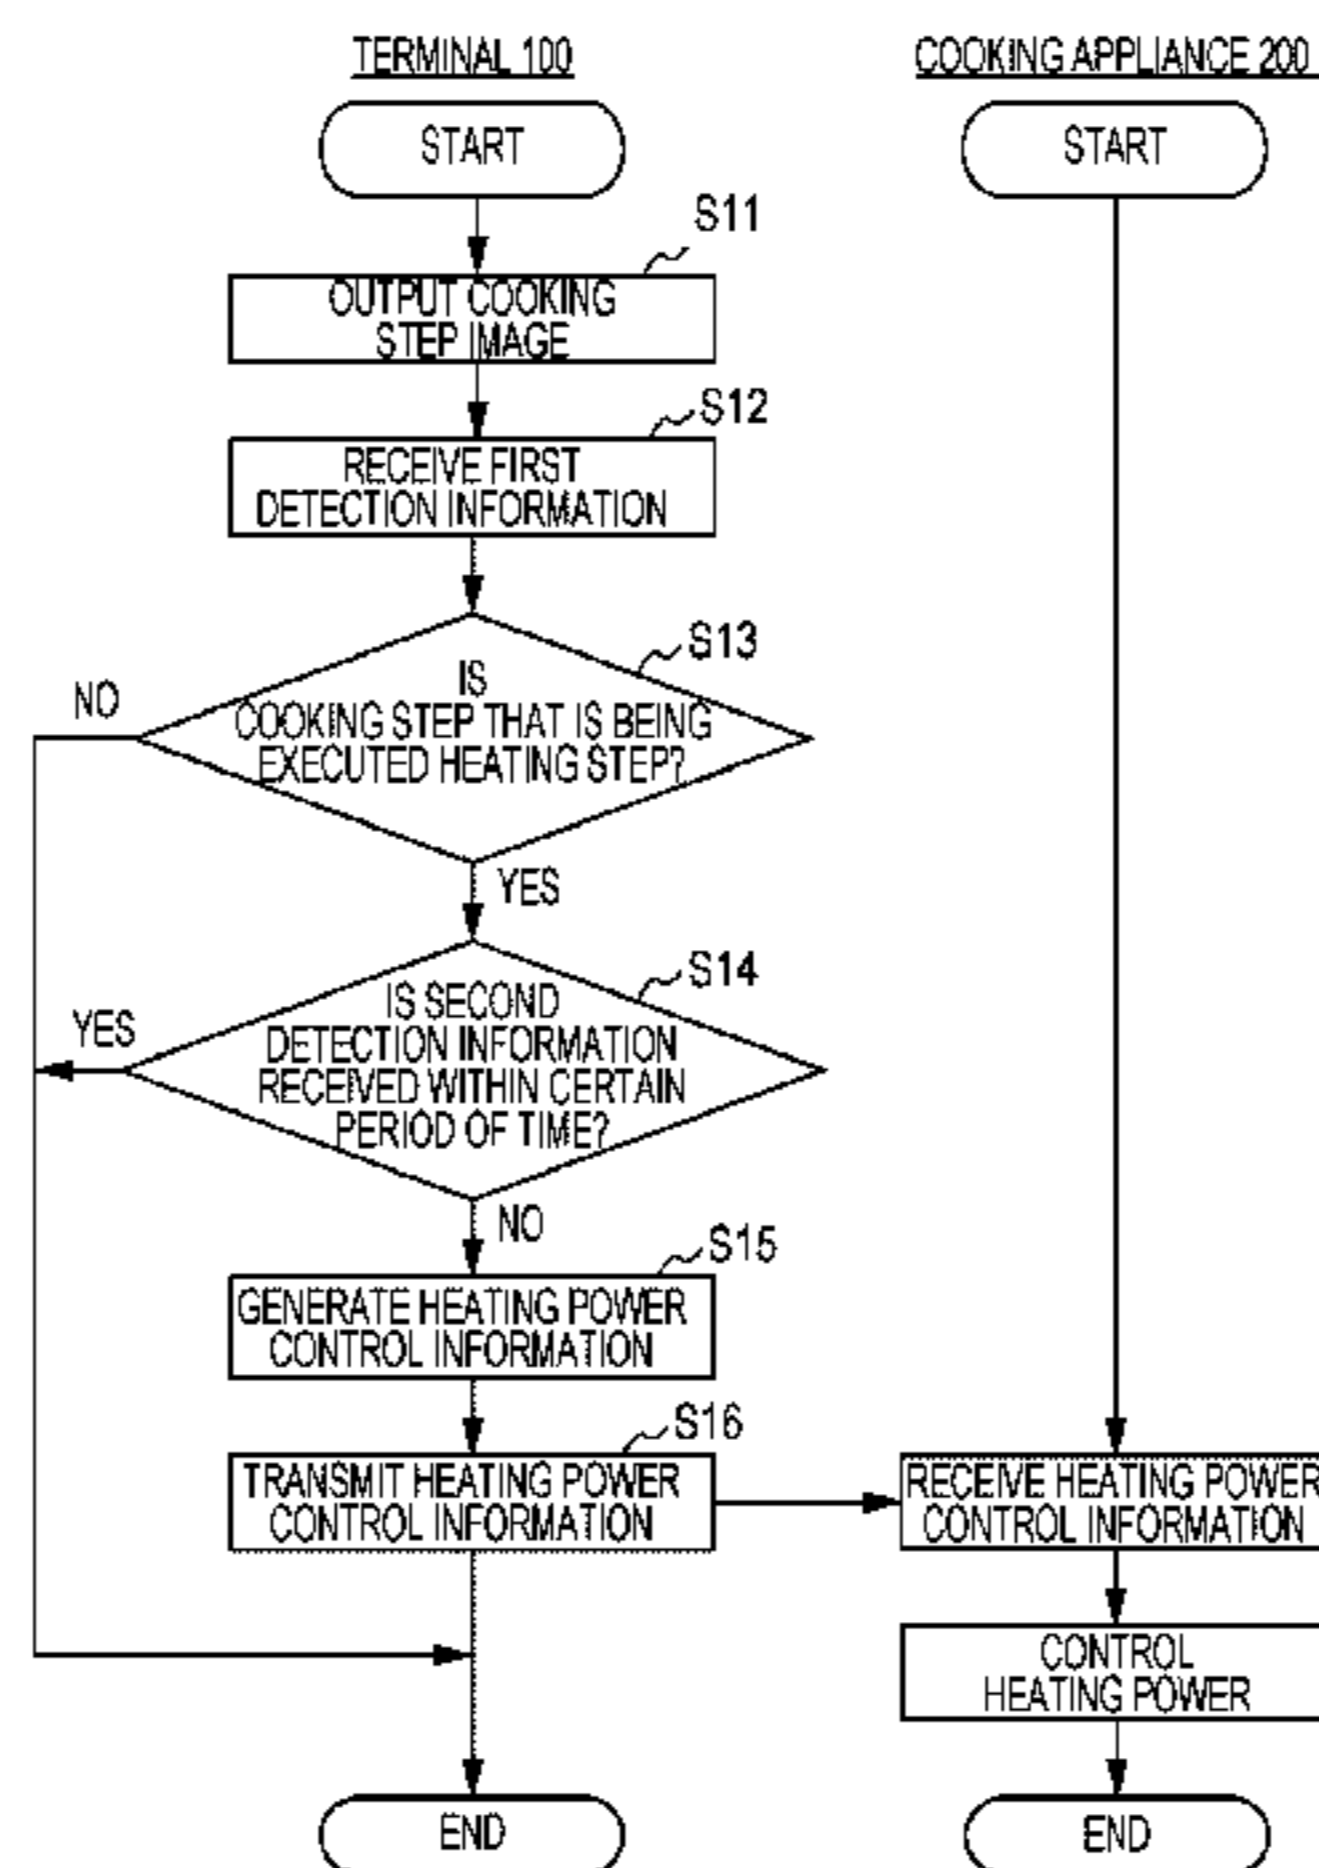 TERMINAL 100
START
S11
OUTPUT COOKING
STEP IMAGE
S12
RECEIVE FIRST
DETECTION INFORMATION
S13
IS
COOKING STEP THAT IS BEING
EXECUTED HEATING STEP?
NO
YES
S14
IS SECOND
DETECTION INFORMATION
RECEIVED WITHIN CERTAIN
PERIOD OF TIME?
YES
NO
S15
GENERATE HEATING POWER
CONTROL INFORMATION
S16
TRANSMIT HEATING POWER
CONTROL INFORMATION
END
COOKING APPLIANCE 200
START
RECEIVE HEATING POWER
CONTROL INFORMATION
CONTROL
HEATING POWER
END